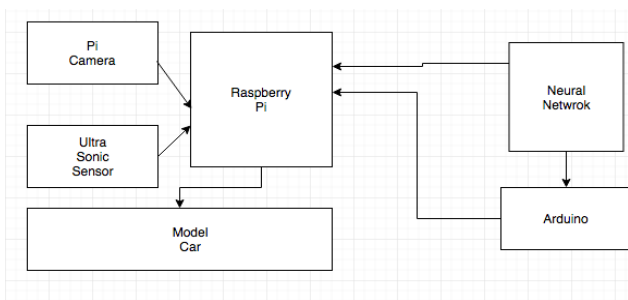 Pi
Camera
Raspberry
Pi
Neural
Netwrok
Ultra
Sonic
Sensor
Arduino
Model
Car